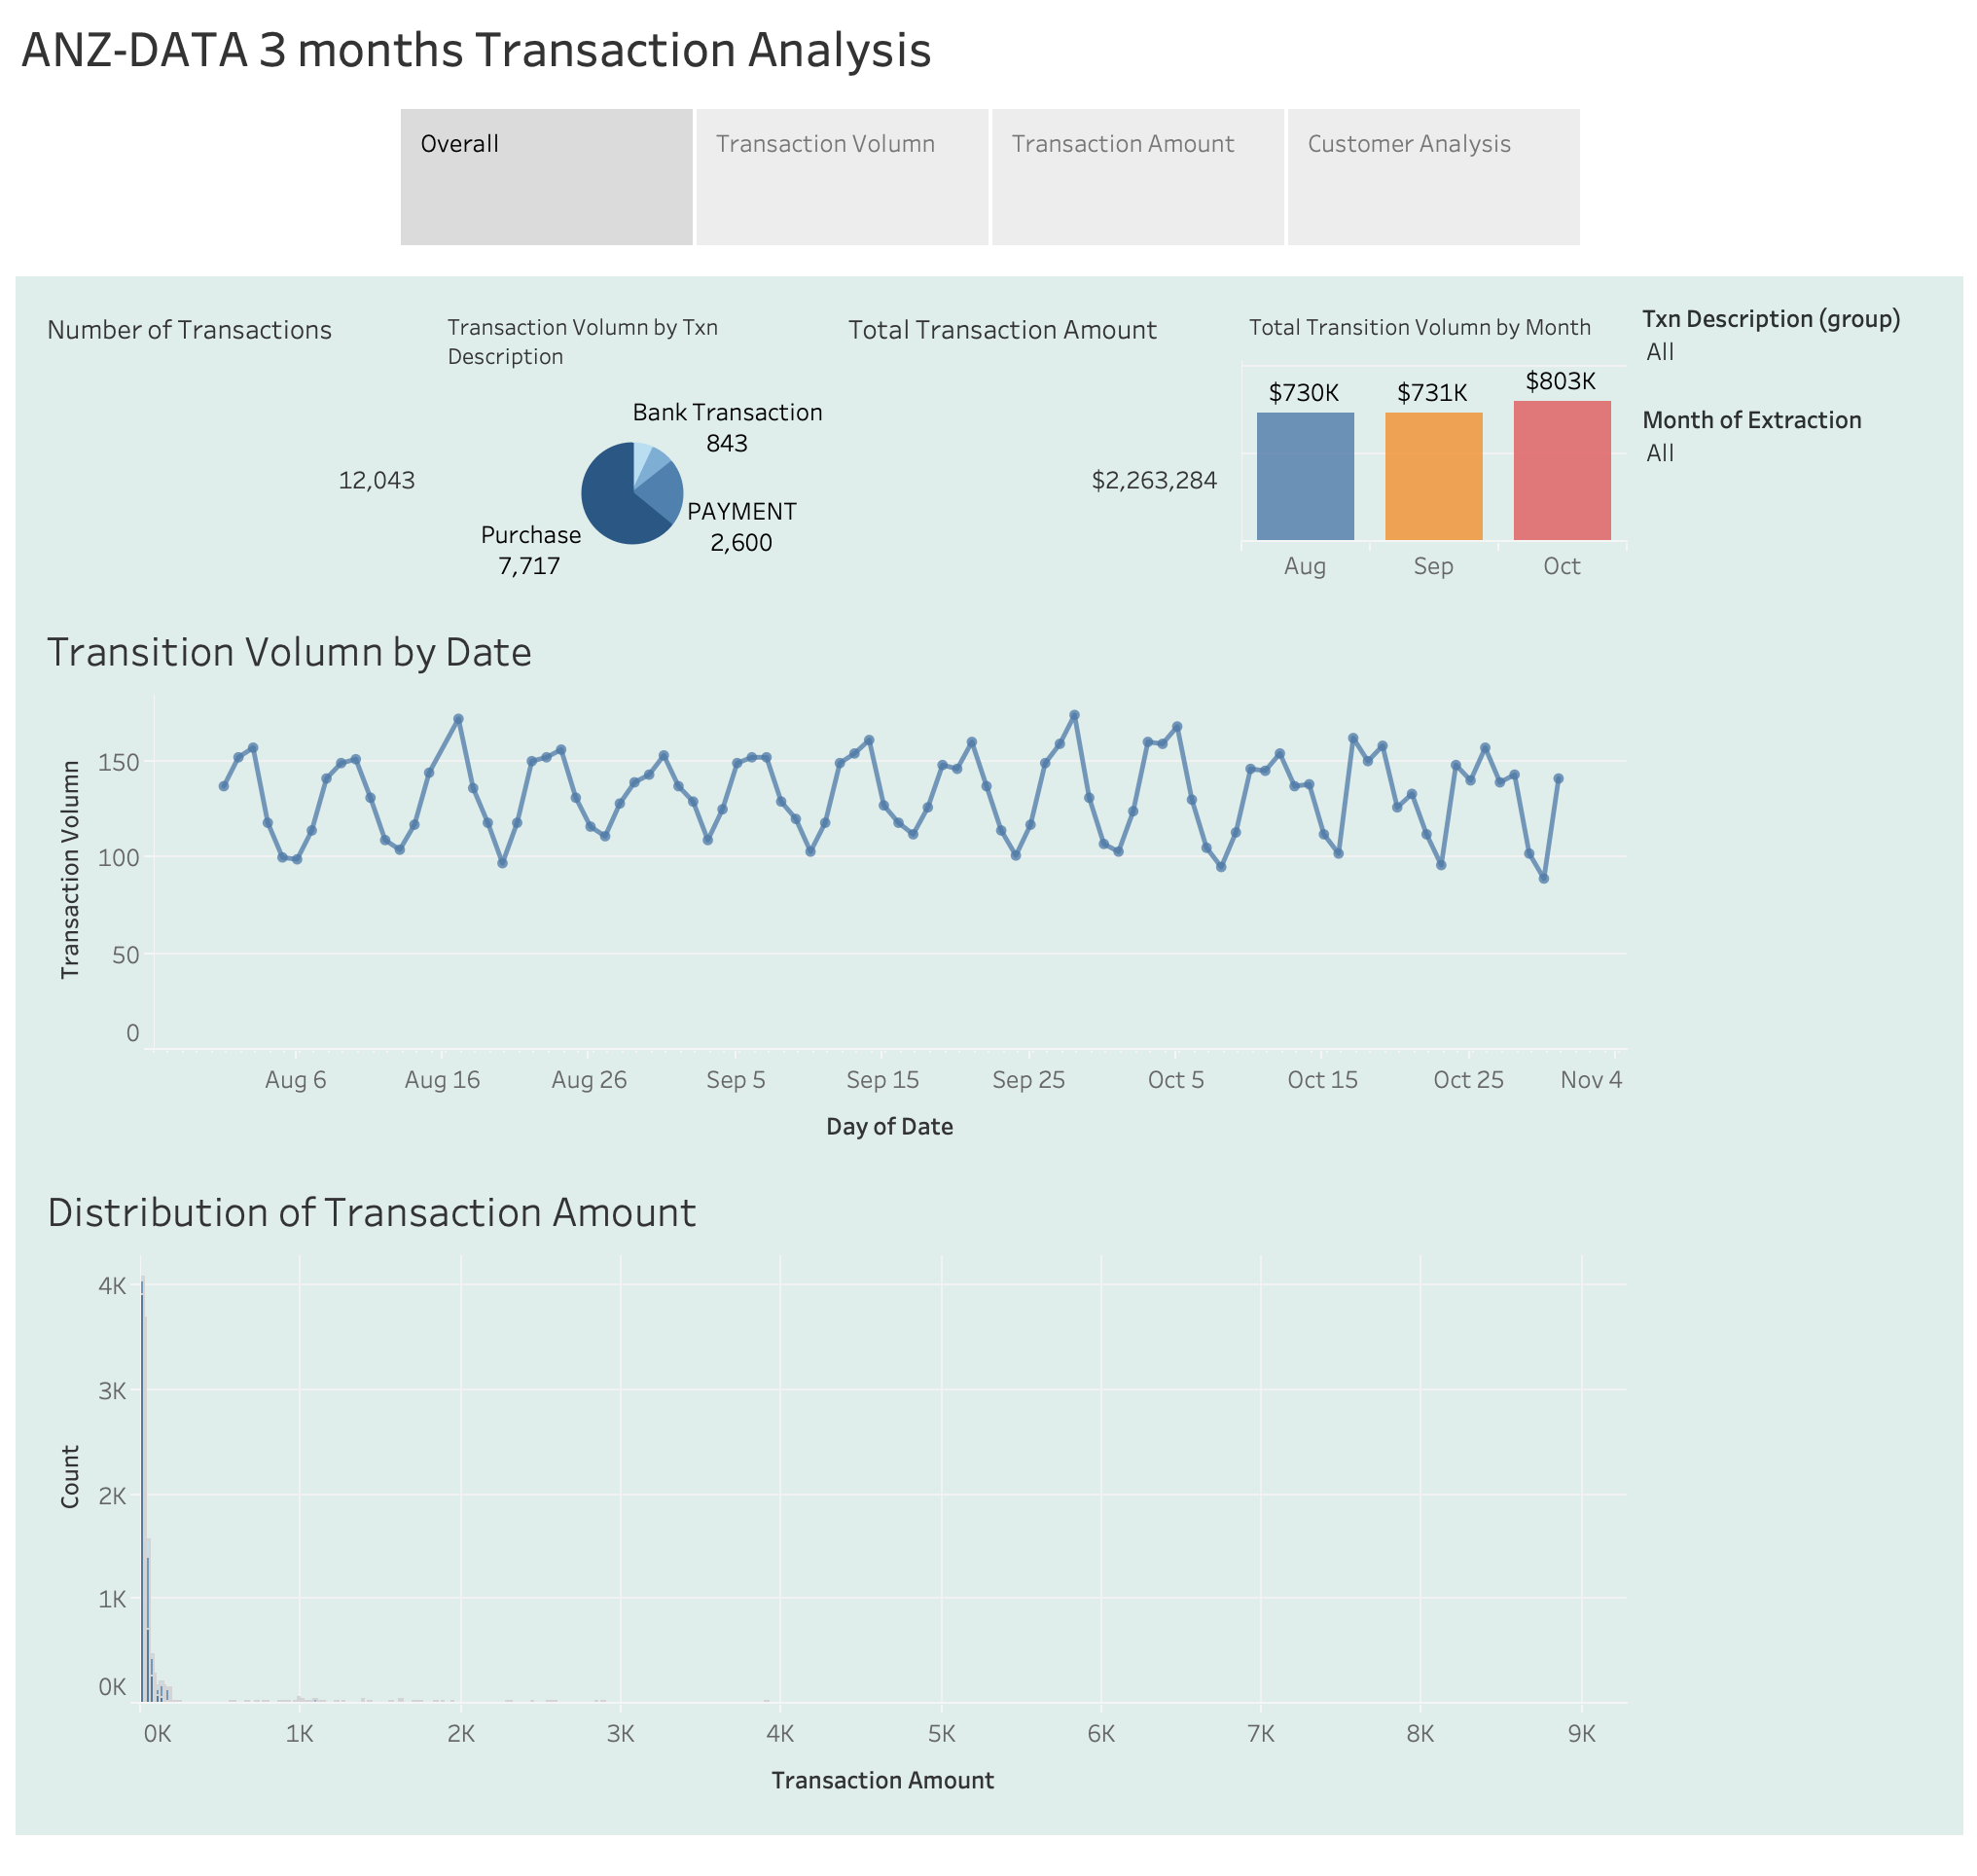 ANZ-DATA 3 months Transaction Analysis
Overall
Transaction Volumn
Transaction Amount
Customer Analysis
Number of Transactions
12,043
Transaction Volumn by Txn
Description
Bank Transaction
843
PAYMENT
2,600
Purchase
7,717
Total Transaction Amount
$2,263,284
Total Transition Volumn by Month
$730K
$731K
$803K
Aug
Sep
Oct
Txn Description (group)
All
Month of Extraction
All
Transition Volumn by Date
Transaction Volumn
150
100
50
0
Aug 6
Aug 16
Aug 26
Sep 5
Sep 15
Sep 25
Oct 5
Oct 15
Oct 25
Nov 4
Day of Date
Distribution of Transaction Amount
Count
4K
3K
2K
1K
0K
0K
1K
2K
3K
4K
5K
6K
7K
8K
9K
Transaction Amount